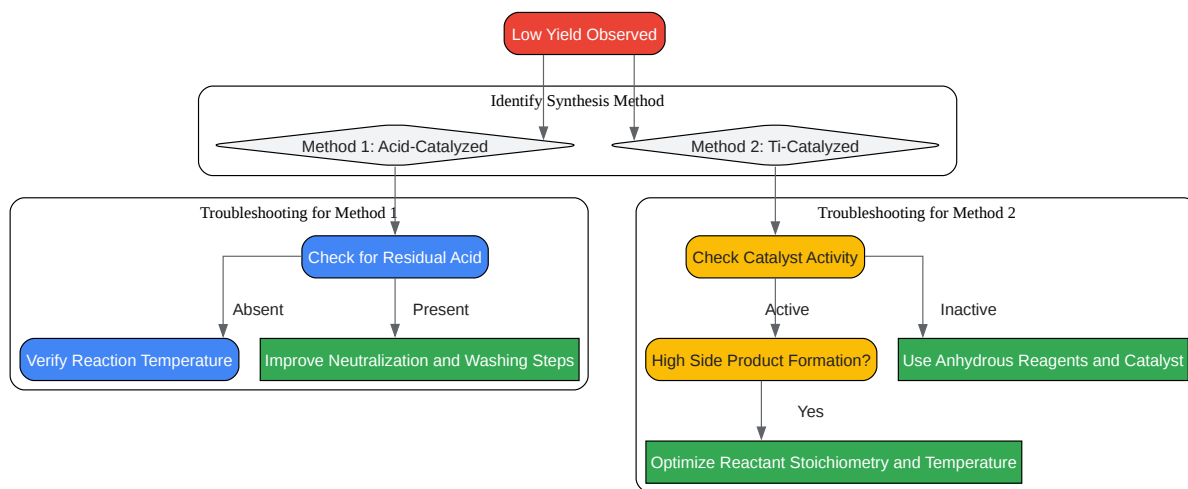 Low Yield Observed
Identify Synthesis Method
Method 1: Acid-Catalyzed
Method 2: Ti-Catalyzed
Troubleshooting for Method 1
Troubleshooting for Method 2
Check for Residual Acid
Check Catalyst Activity
Absent
Present
Active
Inactive
Verify Reaction Temperature
Improve Neutralization and Washing Steps
High Side Product Formation?
Use Anhydrous Reagents and Catalyst
Yes
Optimize Reactant Stoichiometry and Temperature